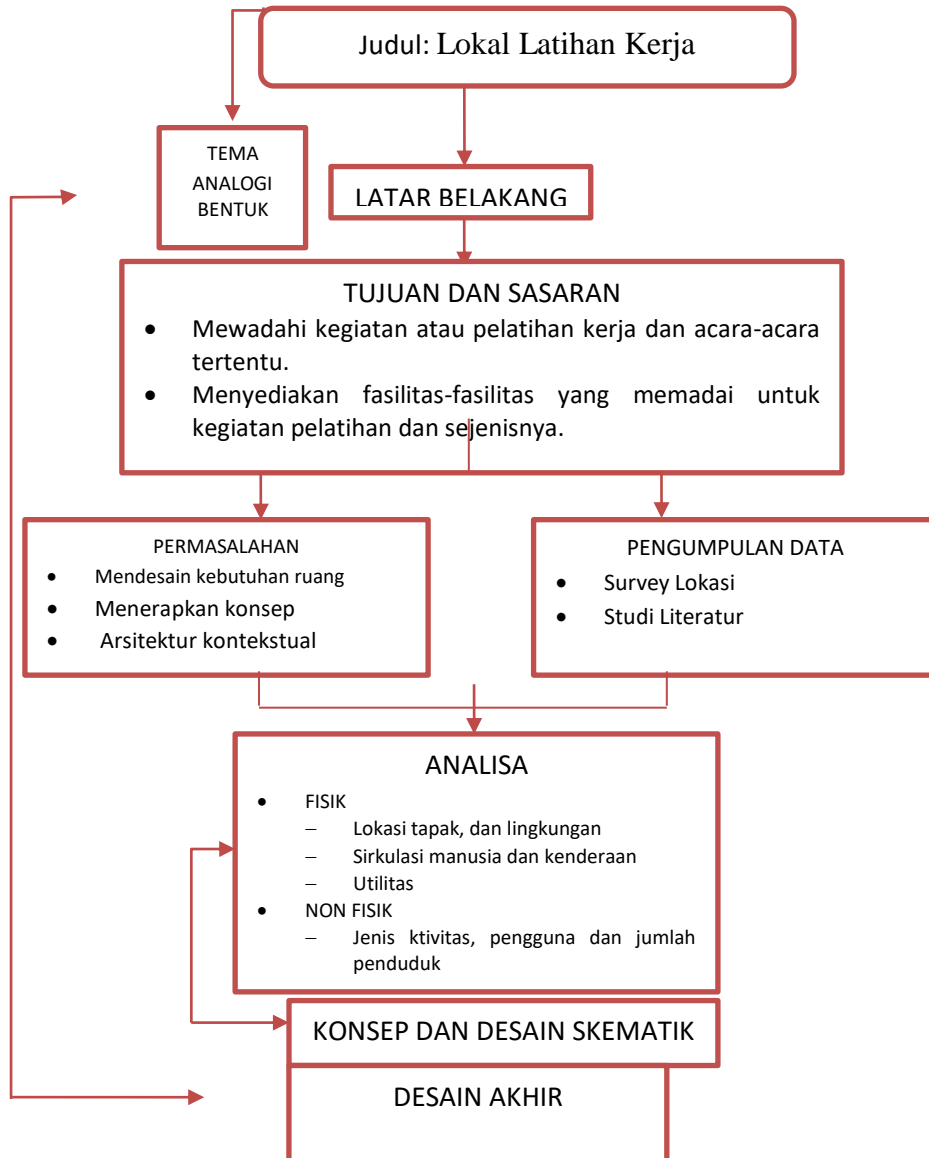 Judul: Lokal Latihan Kerja
TEMA
ANALOGI
BENTUK
LATAR BELAKANG
TUJUAN DAN SASARAN
• Mewadahi kegiatan atau pelatihan kerja dan acara-acara
tertentu.
• Menyediakan fasilitas-fasilitas yang memadai untuk
kegiatan pelatihan dan sejenisnya.
PERMASALAHAN
• Mendesain kebutuhan ruang
• Menerapkan konsep
• Arsitektur kontekstual
PENGUMPULAN DATA
• Survey Lokasi
• Studi Literatur
ANALISA
• FISIK
– Lokasi tapak, dan lingkungan
– Sirkulasi manusia dan kenderaan
– Utilitas
• NON FISIK
– Jenis ktivitas, pengguna dan jumlah
penduduk
KONSEP DAN DESAIN SKEMATIK
DESAIN AKHIR